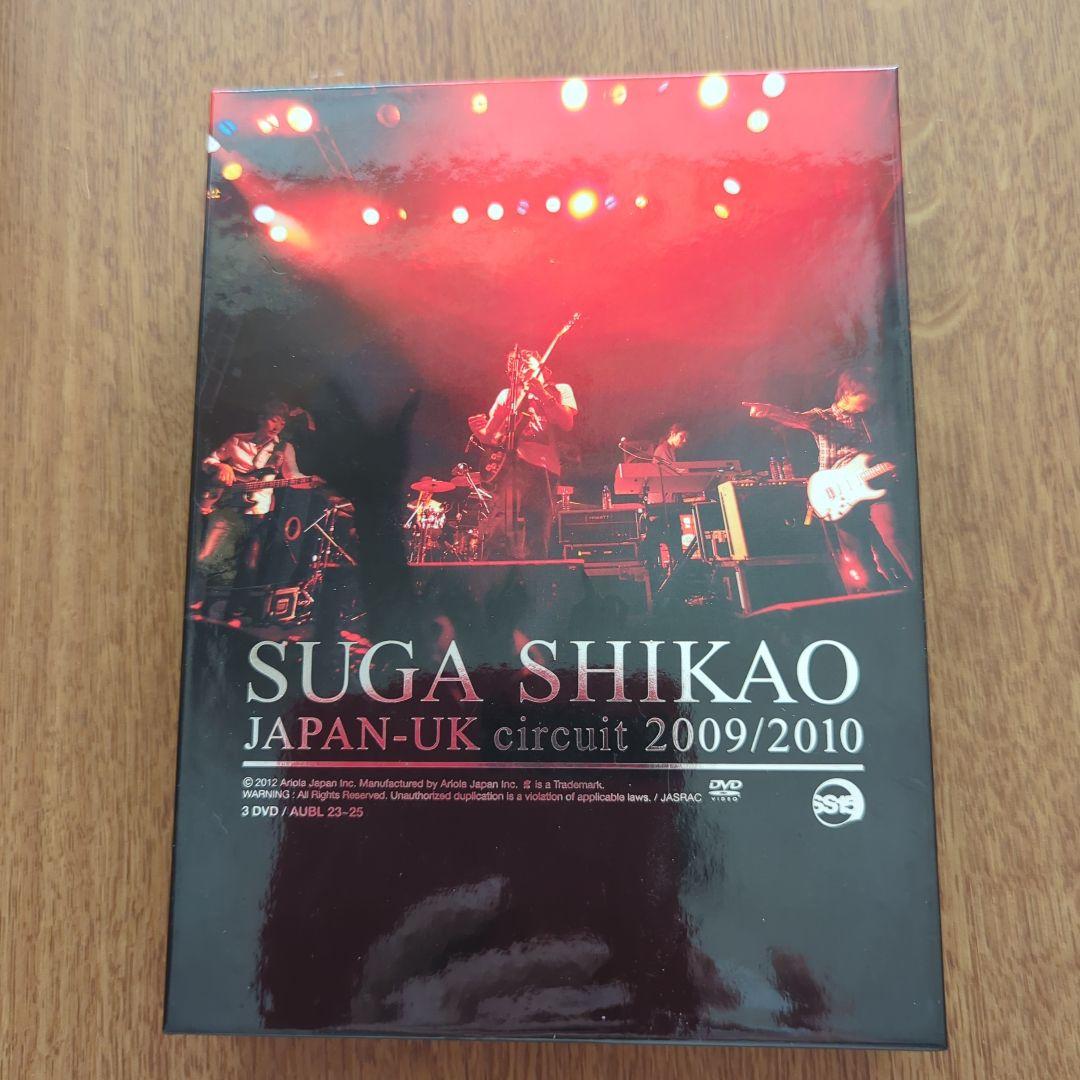 SUGA SHIKAO
JAPAN-UK circuit 2009/2010
© 2012 Ariola Japan Inc. Manufactured by Ariola Japan Inc. is a Trademark.
WARNING : All Rights Reserved. Unauthorized duplication is a violation of applicable laws. / JASRAC
3 DVD / AUBL 23~25
DVD
VIDEO